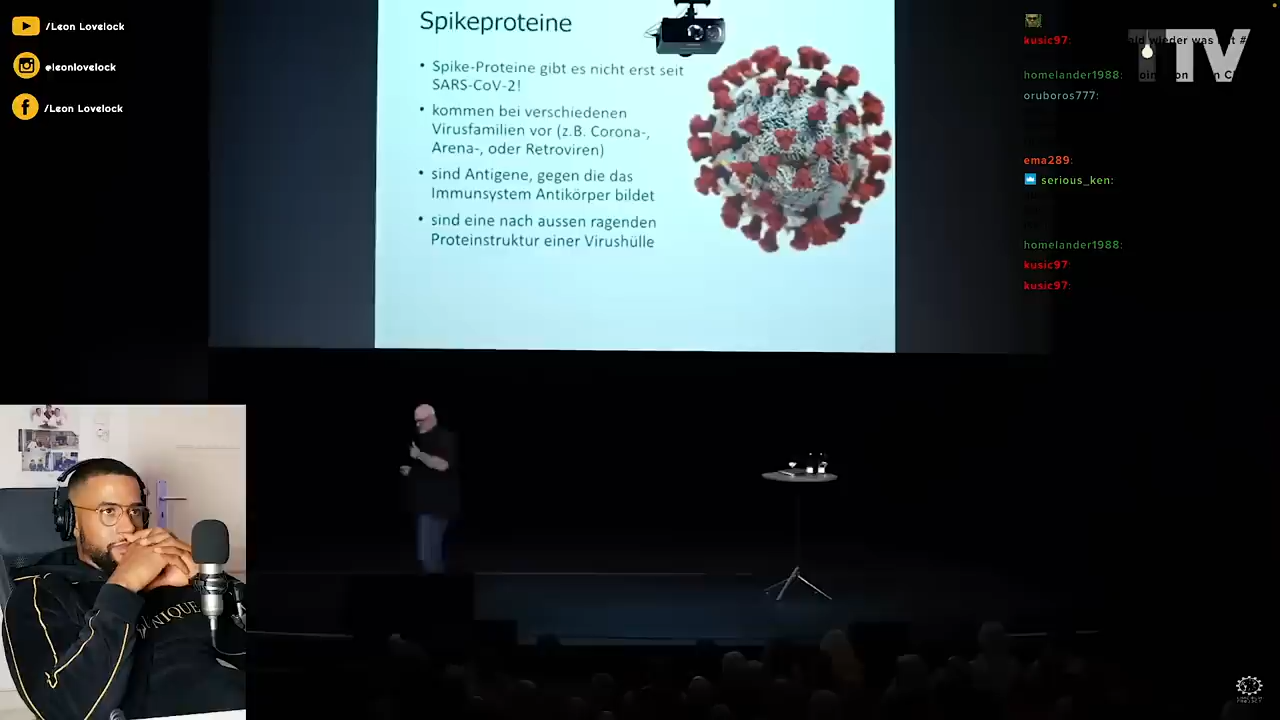 /Leon Lovelock
@leonlovelock
/Leon Lovelock
Spikeproteine
• Spike-Proteine gibt es nicht erst seit
SARS-CoV-2!
• kommen bei verschiedenen
Virusfamilien vor (z.B. Corona-,
Arena-, oder Retroviren)
• sind Antigene, gegen die das
Immunsystem Antikörper bildet
• sind eine nach aussen ragenden
Proteinstruktur einer Virushülle
kusic97:
homelander1988:
oruboros777:
ema289:
serious_ken:
homelander1988:
kusic97:
kusic97:
UNIQUE